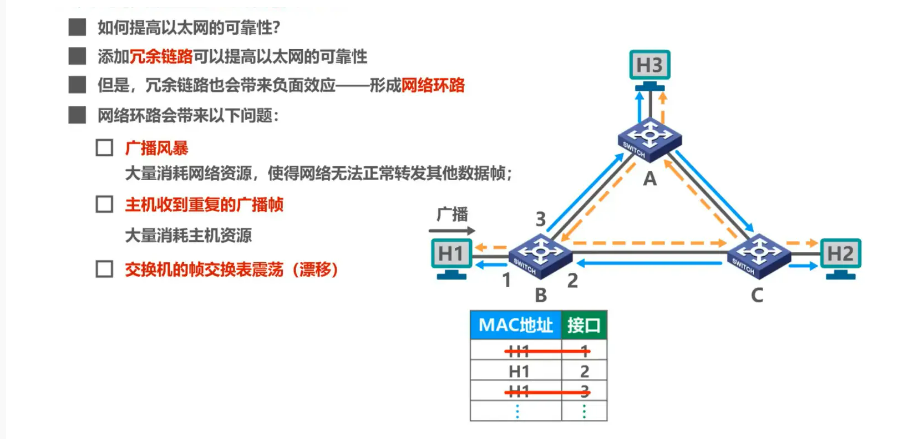 如何提高以太网的可靠性?
添加冗余链路可以提高以太网的可靠性
但是，冗余链路也会带来负面效应——形成网络环路
网络环路会带来以下问题：
广播风暴
大量消耗网络资源，使得网络无法正常转发其他数据帧；
主机收到重复的广播帧
大量消耗主机资源
交换机的帧交换表震荡（漂移）
H3
SWITCH
A
广播
3
H1
SWITCH
SWITCH
H2
1
2
B
C
MAC地址 接口
H1 1
H1 2
H1 3
⋮ ⋮